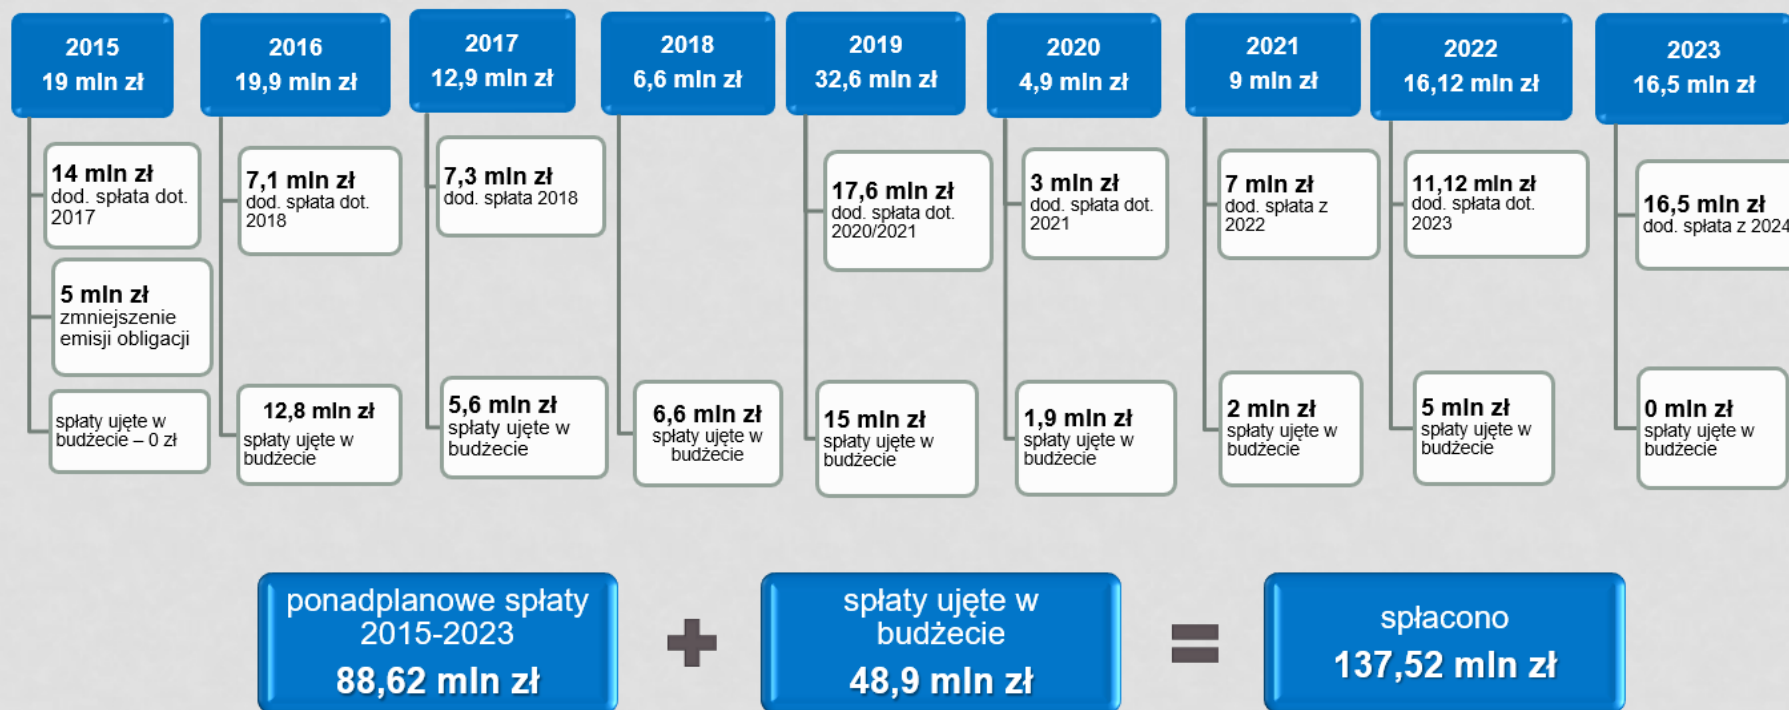 2015
19 mln zł
2016
19,9 mln zł
2017
12,9 mln zł
2018
6,6 mln zł
2019
32,6 mln zł
2020
4,9 mln zł
2021
9 mln zł
2022
16,12 mln zł
2023
16,5 mln zł
14 mln zł
dod. spłata dot.
2017
7,1 mln zł
dod. spłata dot.
2018
7,3 mln zł
dod. spłata 2018
17,6 mln zł
dod. spłata dot.
2020/2021
3 mln zł
dod. spłata dot.
2021
7 mln zł
dod. spłata z
2022
11,12 mln zł
dod. spłata dot.
2023
16,5 mln zł
dod. spłata z 2024
5 mln zł
zmniejszenie
emisji obligacji
spłaty ujęte w
budżecie – 0 zł
12,8 mln zł
spłaty ujęte w
budżecie
5,6 mln zł
spłaty ujęte w
budżecie
6,6 mln zł
spłaty ujęte w
budżecie
15 mln zł
spłaty ujęte w
budżecie
1,9 mln zł
spłaty ujęte w
budżecie
2 mln zł
spłaty ujęte w
budżecie
5 mln zł
spłaty ujęte w
budżecie
0 mln zł
spłaty ujęte w
budżecie
ponadplanowe spłaty
2015-2023
88,62 mln zł
+
spłaty ujęte w
budżecie
48,9 mln zł
=
spłacono
137,52 mln zł